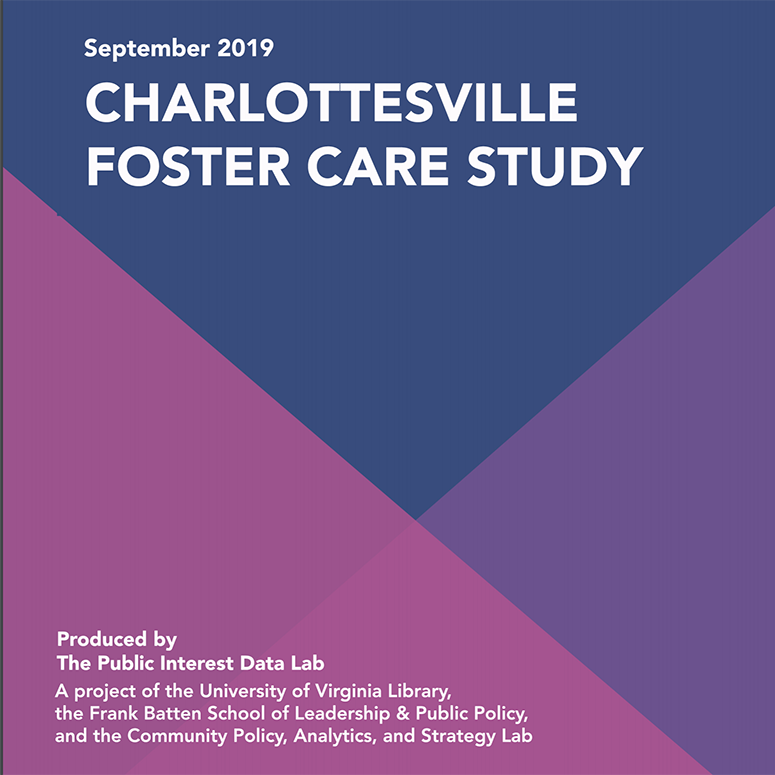 September 2019
CHARLOTTESVILLE
FOSTER CARE STUDY
Produced by
The Public Interest Data Lab
A project of the University of Virginia Library,
the Frank Batten School of Leadership & Public Policy,
and the Community Policy, Analytics, and Strategy Lab